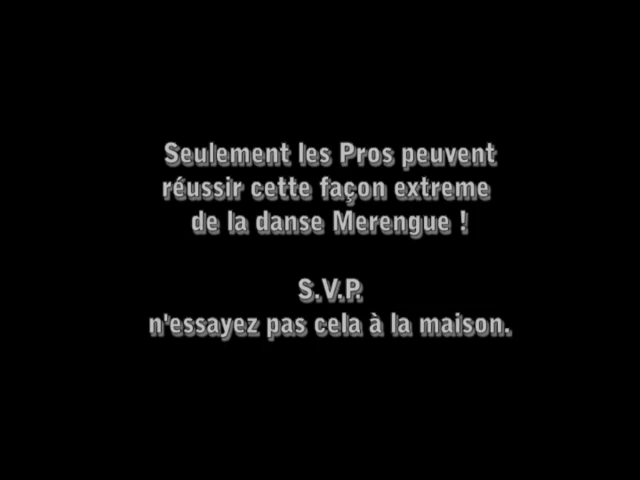 Seulement les Pros peuvent
réussir cette façon extreme
de la danse Merengue !
S.V.P.
n'essayez pas cela à la maison.